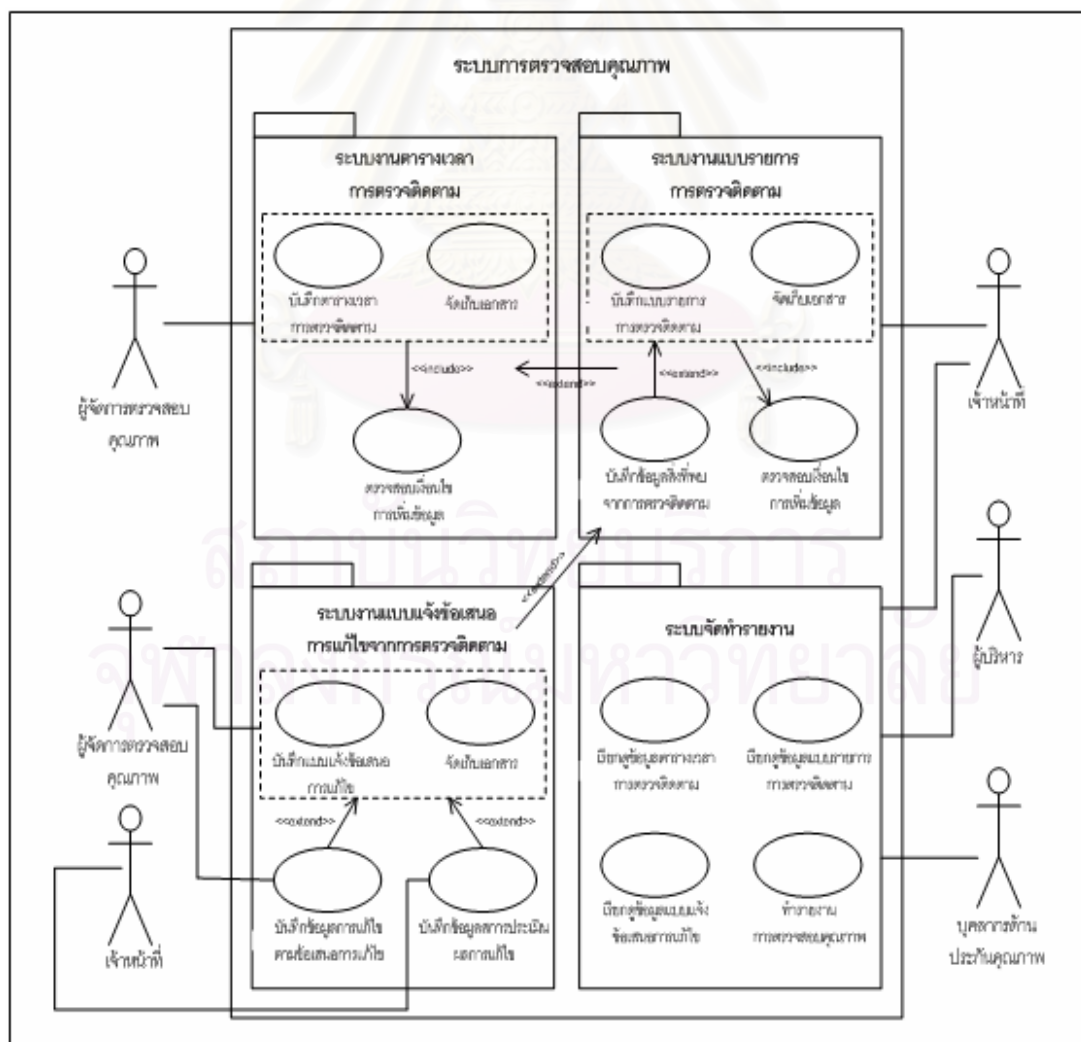 ระบบการตรวจสอบคุณภาพ
ระบบงานตารางเวลา
การตรวจติดตาม
บันทึกตารางเวลา
การตรวจติดตาม
จัดเก็บเอกสาร
<<include>>
ตรวจสอบเงื่อนไข
การเพิ่มข้อมูล
ระบบงานแบบรายการ
การตรวจติดตาม
บันทึกแบบรายการ
การตรวจติดตาม
จัดเก็บเอกสาร
<<extend>>
<<extend>>
<<include>>
บันทึกข้อมูลสิ่งที่พบ
จากการตรวจติดตาม
ตรวจสอบเงื่อนไข
การเพิ่มข้อมูล
ผู้จัดการตรวจสอบ
คุณภาพ
เจ้าหน้าที่
สถาบันวิทยบริการ
จุฬาลงกรณ์มหาวิทยาลัย
<<extend>>
ระบบงานแบบแจ้งข้อเสนอ
การแก้ไขจากการตรวจติดตาม
บันทึกแบบแจ้งข้อเสนอ
การแก้ไข
จัดเก็บเอกสาร
<<extend>>
<<extend>>
บันทึกข้อมูลการแก้ไข
ตามข้อเสนอการแก้ไข
บันทึกข้อมูลการประเมิน
ผลการแก้ไข
ระบบจัดทำรายงาน
เรียกดูข้อมูลตารางเวลา
การตรวจติดตาม
เรียกดูข้อมูลแบบรายการ
การตรวจติดตาม
เรียกดูข้อมูลแบบแจ้ง
ข้อเสนอการแก้ไข
ทำรายงาน
การตรวจสอบคุณภาพ
ผู้จัดการตรวจสอบ
คุณภาพ
เจ้าหน้าที่
ผู้บริหาร
บุคลากรด้าน
ประกันคุณภาพ